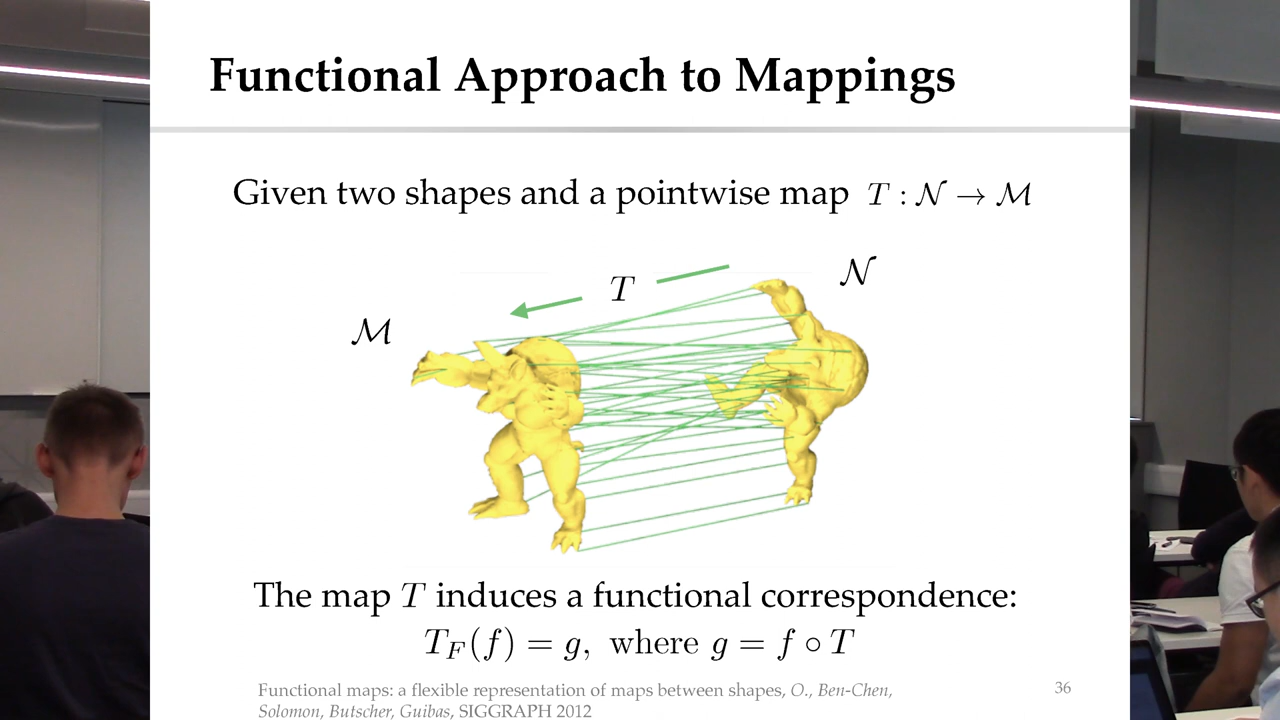 Functional Approach to Mappings
Given two shapes and a pointwise map T : 𝒩 → ℳ
T
𝒩
ℳ
The map T induces a functional correspondence:
T_F(f) = g, where g = f ∘ T
Functional maps: a flexible representation of maps between shapes, O., Ben-Chen,
Solomon, Butscher, Guibas, SIGGRAPH 2012
36